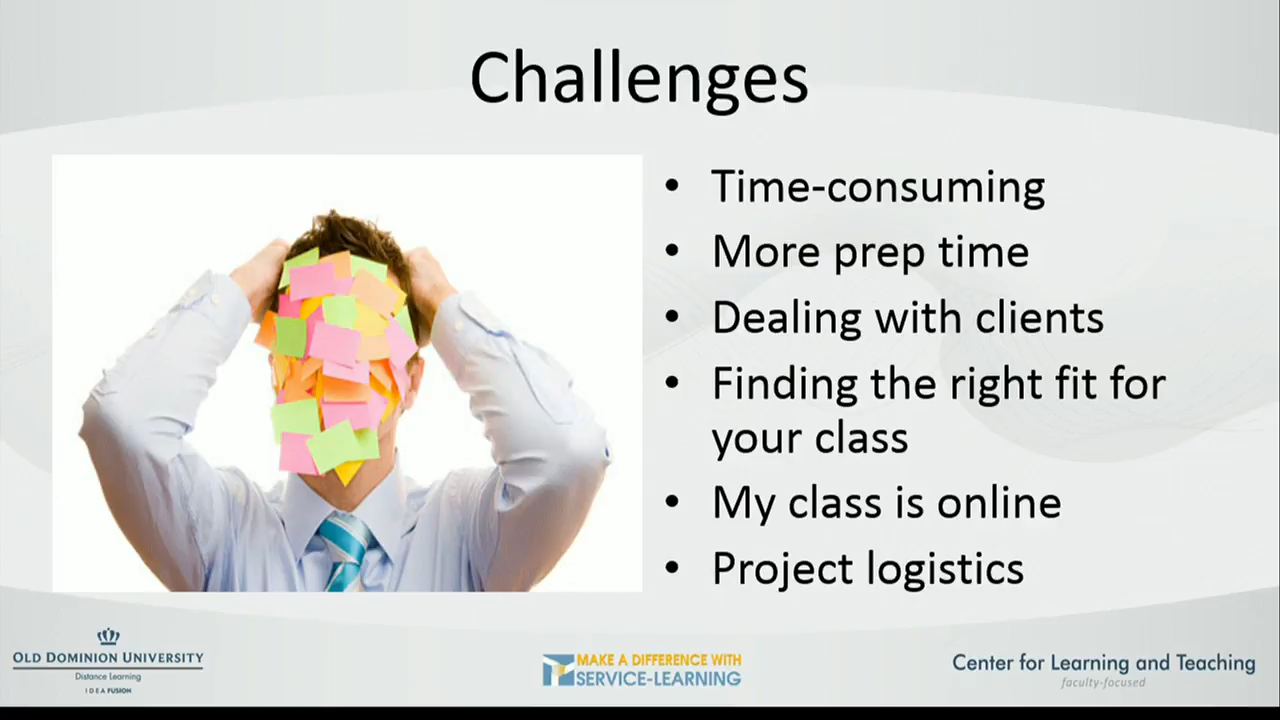 Challenges
• Time-consuming
• More prep time
• Dealing with clients
• Finding the right fit for
your class
• My class is online
• Project logistics
OLD DOMINION UNIVERSITY
Distance Learning
IDEA FUSION
MAKE A DIFFERENCE WITH
SERVICE-LEARNING
Center for Learning and Teaching
faculty-focused